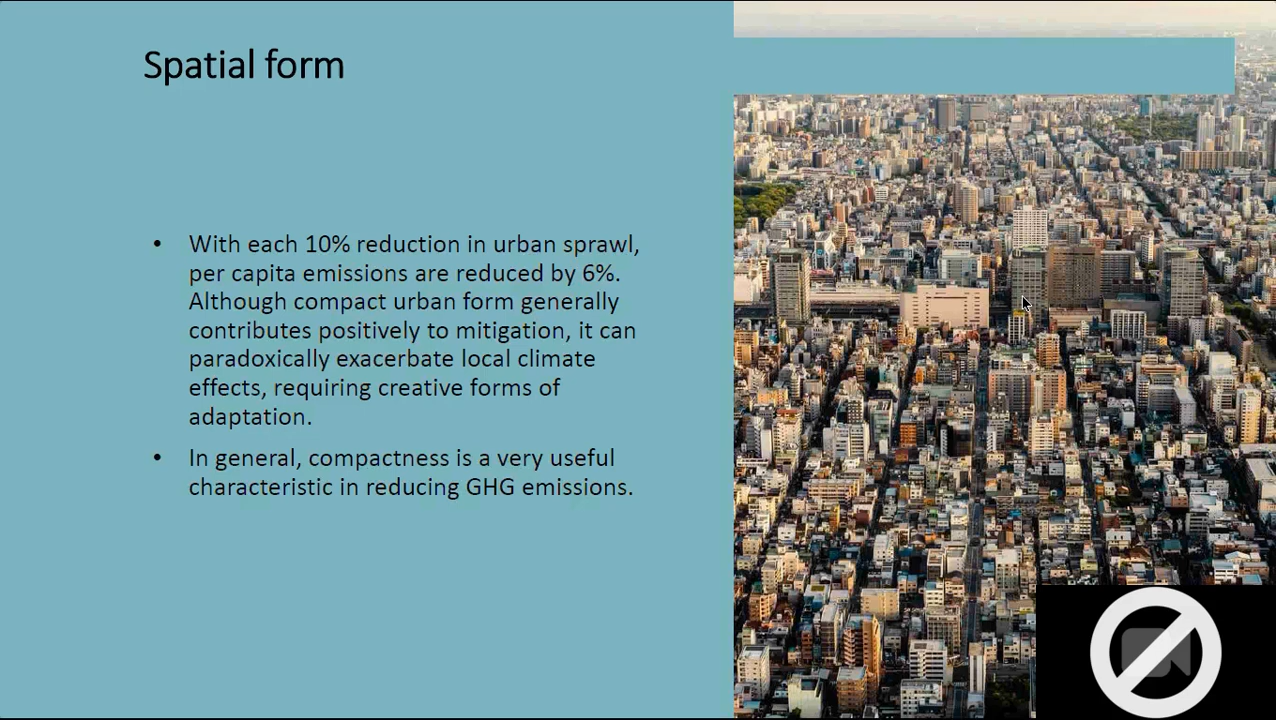 Spatial form
• With each 10% reduction in urban sprawl,
per capita emissions are reduced by 6%.
Although compact urban form generally
contributes positively to mitigation, it can
paradoxically exacerbate local climate
effects, requiring creative forms of
adaptation.
• In general, compactness is a very useful
characteristic in reducing GHG emissions.